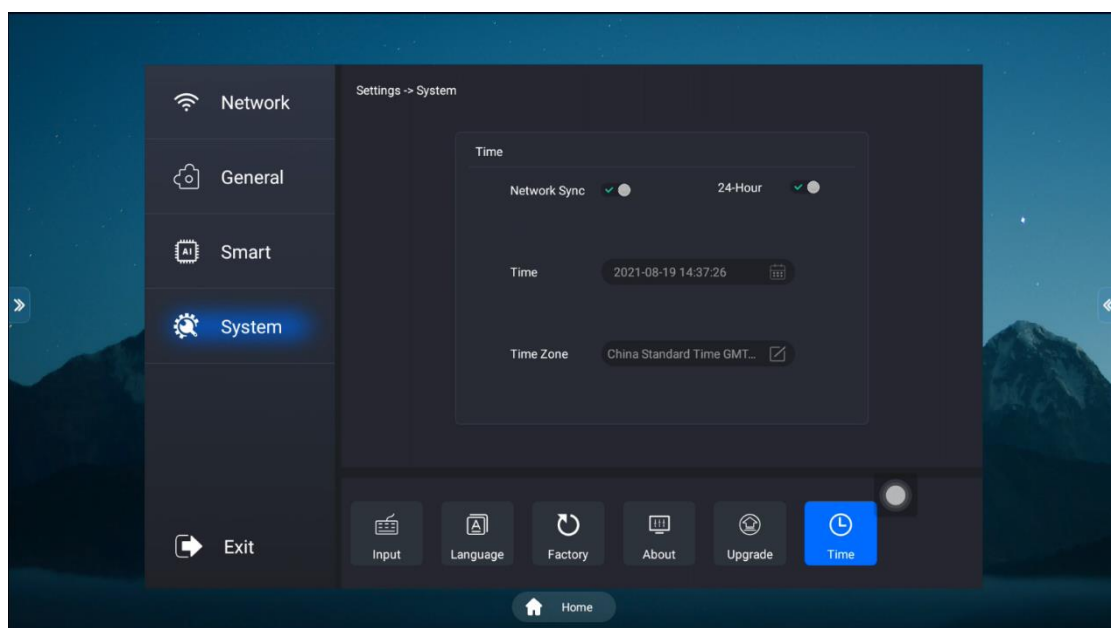 Network
General
AI
Smart
System
Exit
Settings -> System
Time
Network Sync
24-Hour
Time
2021-08-19 14:37:26
Time Zone
China Standard Time GMT...
Input
A
Language
Factory
About
Upgrade
Time
Home